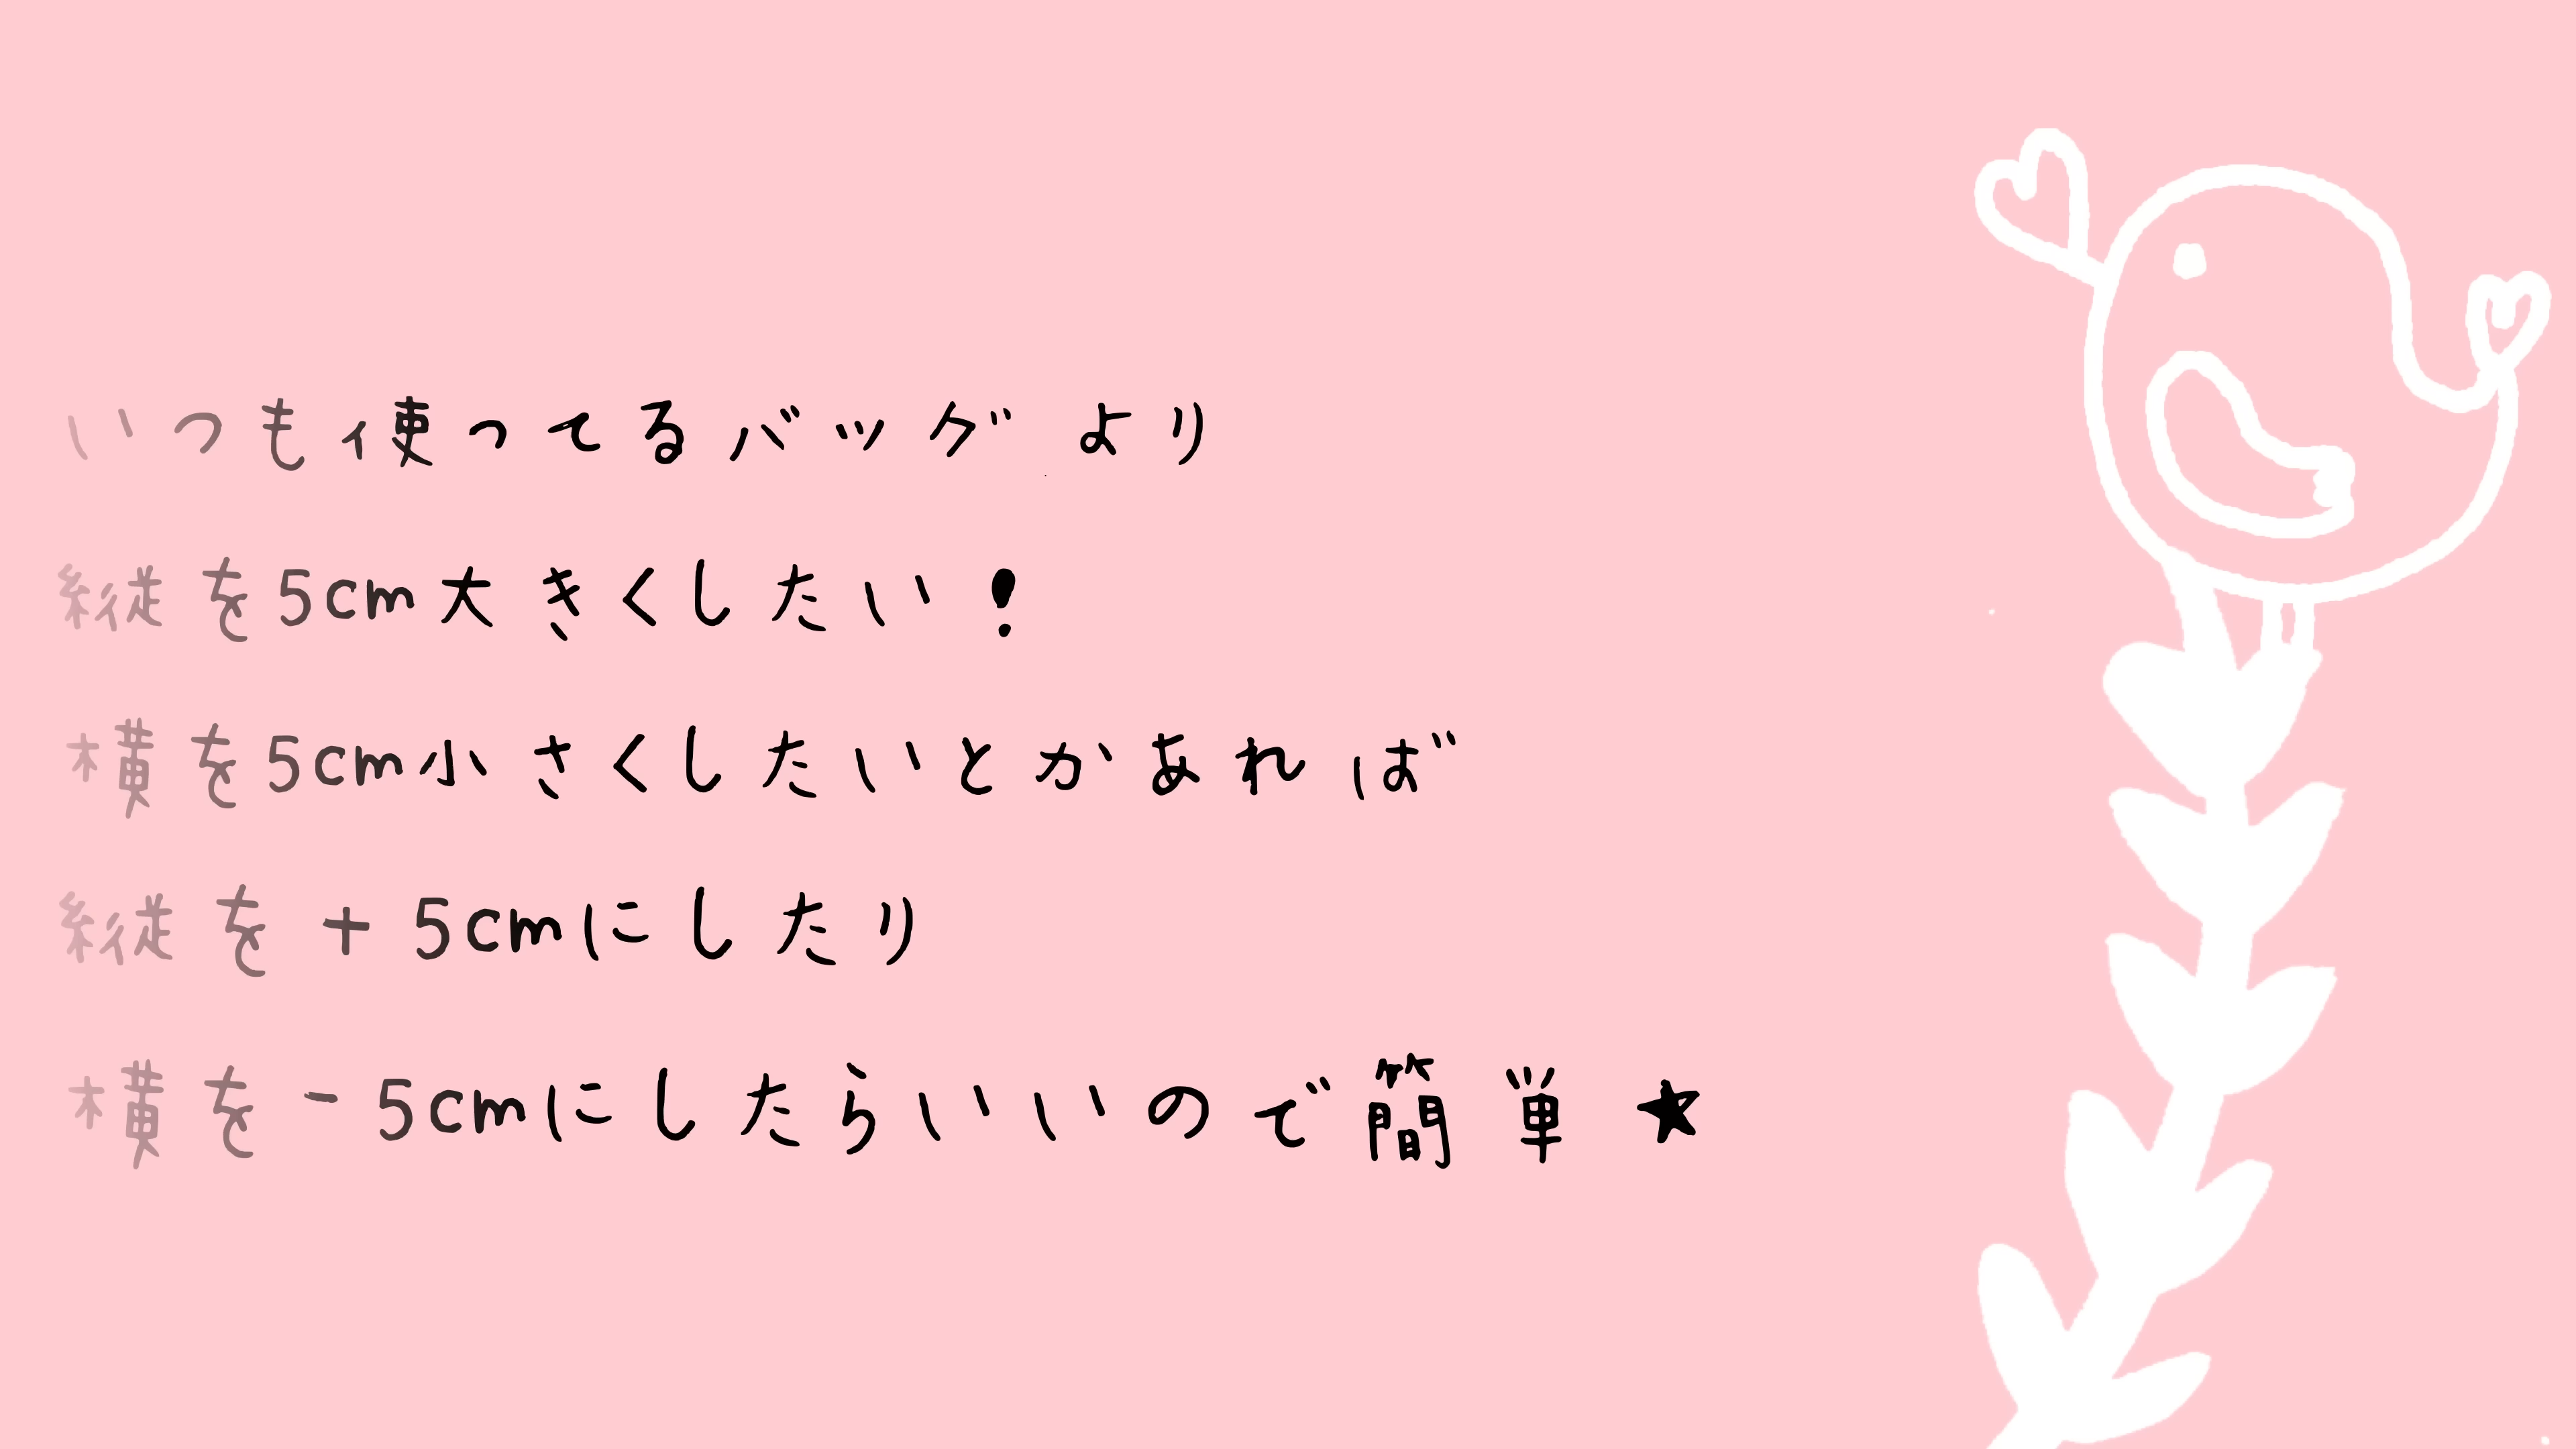 いつも使ってるバッグより
縦を5cm大きくしたい！
横を5cm小さくしたいとかあれば
縦を+5cmにしたり
横を-5cmにしたらいいので簡単★